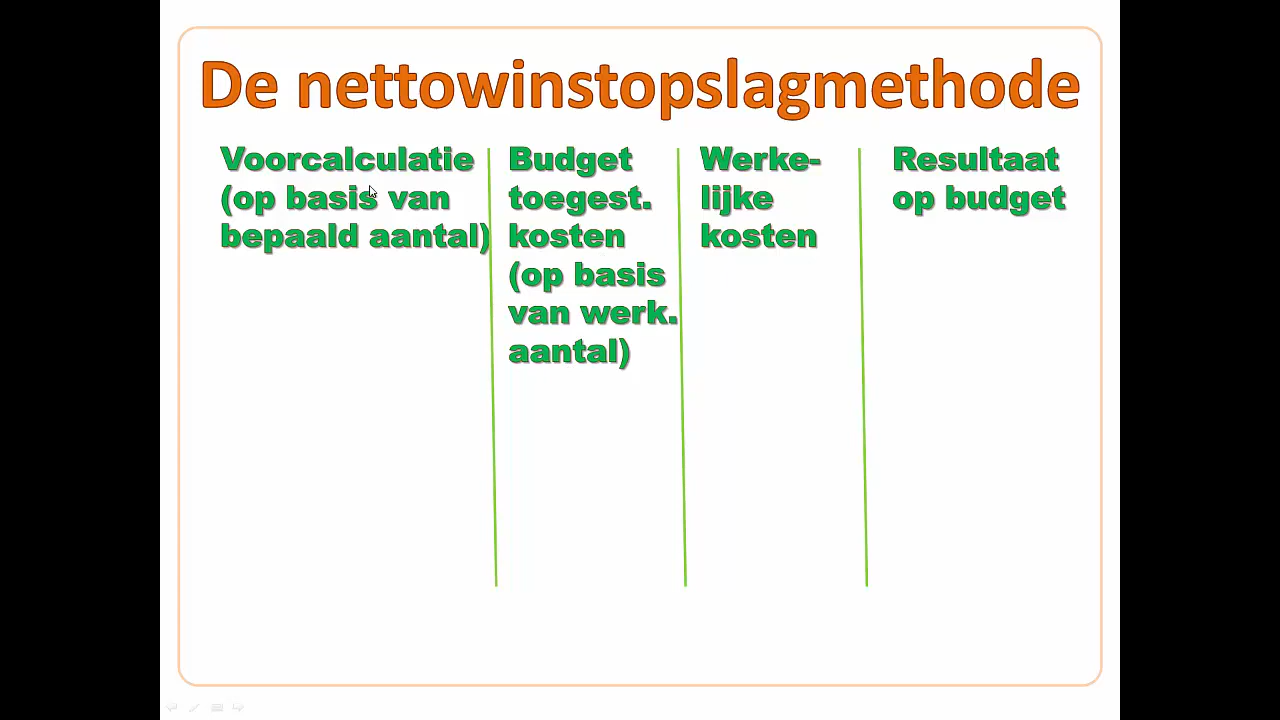 De nettowinstopslagmethode
Voorcalculatie
(op basis van
bepaald aantal)
Budget
toegest.
kosten
(op basis
van werk.
aantal)
Werke-
lijke
kosten
Resultaat
op budget